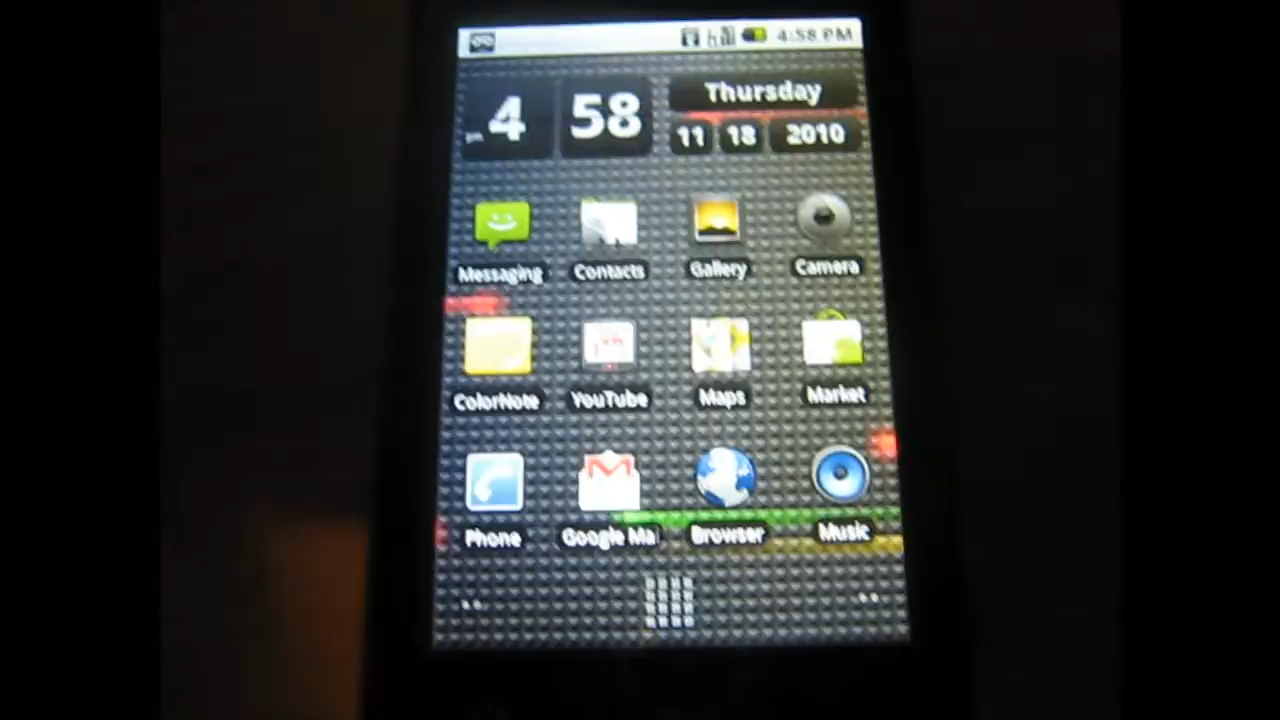 4:58 PM
pm 4 58
Thursday
11 18 2010
Messaging Contacts Gallery Camera
ColorNote YouTube Maps Market
Phone Google Ma Browser Music